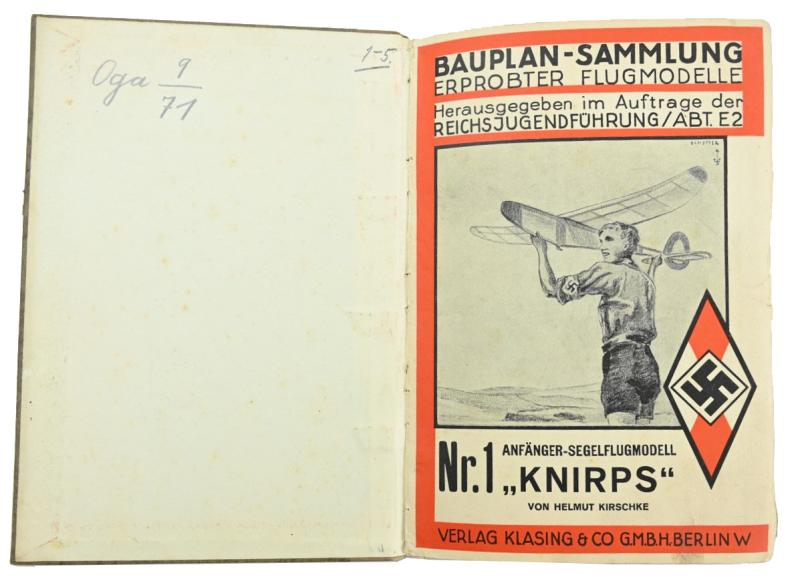 Oga 9/71
1-5.
BAUPLAN-SAMMLUNG
ERPROBTER FLUGMODELLE
Herausgegeben im Auftrage der
REICHSJUGENDFÜHRUNG/ABT. E2
Nr.1 ANFÄNGER-SEGELFLUGMODELL
„KNIRPS“
VON HELMUT KIRSCHKE
VERLAG KLASING & CO G.M.B.H. BERLIN W